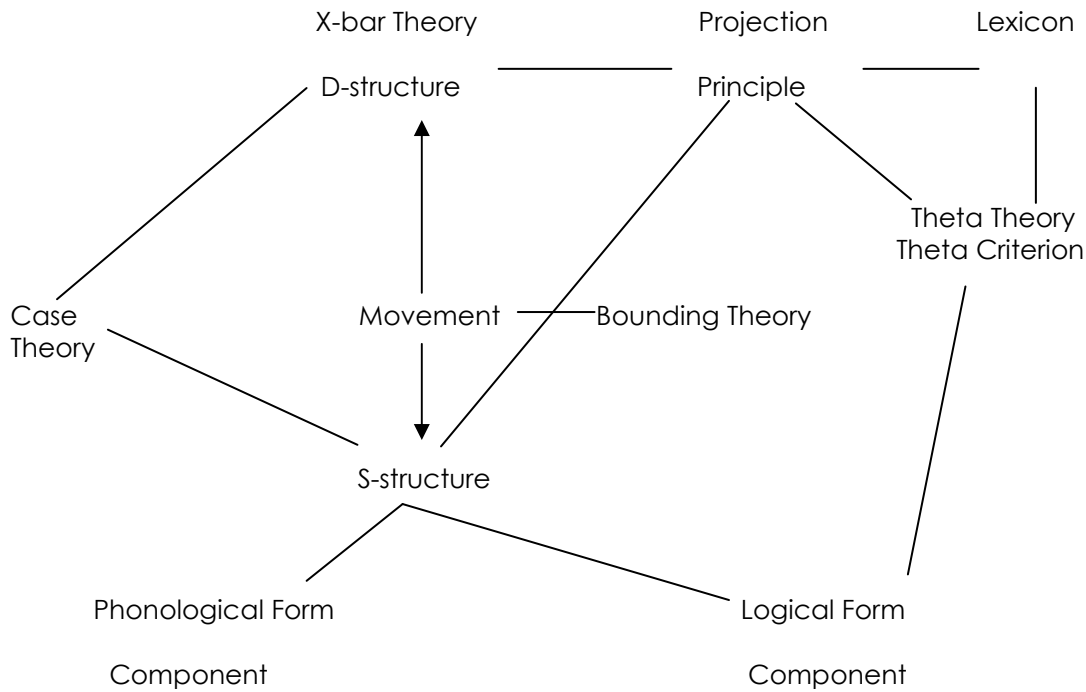 X-bar Theory Projection Lexicon
D-structure Principle
Theta Theory
Theta Criterion
Case Theory
Movement Bounding Theory
S-structure
Phonological Form Logical Form
Component Component